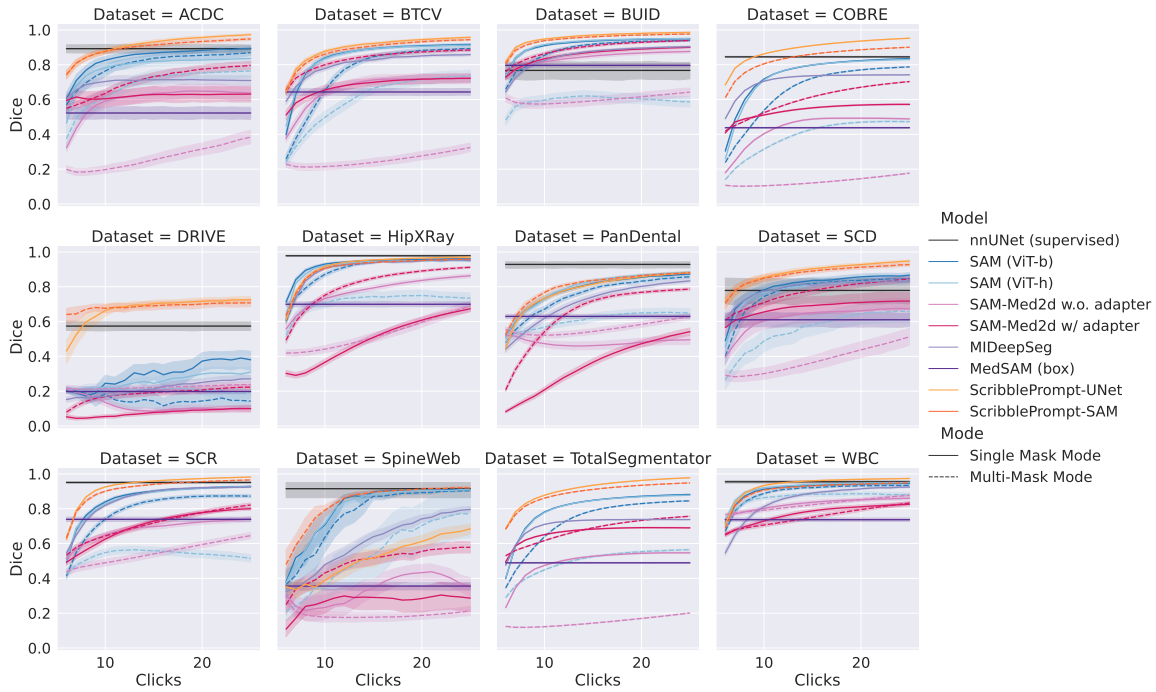 Dataset = ACDC
Dataset = BTCV
Dataset = BUID
Dataset = COBRE
1.0
0.8
0.6
0.4
0.2
0.0
Dice
Dataset = DRIVE
Dataset = HipXRay
Dataset = PanDental
Dataset = SCD
1.0
0.8
0.6
0.4
0.2
0.0
Dice
Dataset = SCR
Dataset = SpineWeb
Dataset = TotalSegmentator
Dataset = WBC
1.0
0.8
0.6
0.4
0.2
0.0
Dice
10 20
Clicks
10 20
Clicks
10 20
Clicks
10 20
Clicks
Model
nnUNet (supervised)
SAM (ViT-b)
SAM (ViT-h)
SAM-Med2d w.o. adapter
SAM-Med2d w/ adapter
MIDeepSeg
MedSAM (box)
ScribblePrompt-UNet
ScribblePrompt-SAM
Mode
Single Mask Mode
Multi-Mask Mode